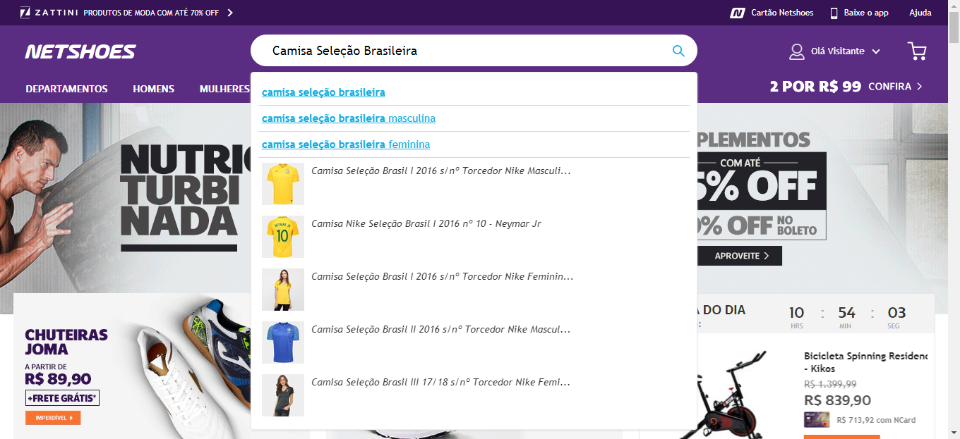 ZATTINI PRODUTOS DE MODA COM ATÉ 70% OFF
Cartão Netshoes
Baixe o app
Ajuda
NETSHOES
Camisa Seleção Brasileira
Olá Visitante
DEPARTAMENTOS HOMENS MULHERES
2 POR R$ 99 CONFIRA
camisa seleção brasileira
camisa seleção brasileira masculina
camisa seleção brasileira feminina
Camisa Seleção Brasil I 2016 s/nº Torcedor Nike Masculi...
Camisa Nike Seleção Brasil I 2016 nº 10 - Neymar Jr
Camisa Seleção Brasil I 2016 s/nº Torcedor Nike Feminin...
Camisa Seleção Brasil II 2016 s/nº Torcedor Nike Mascul...
Camisa Seleção Brasil III 17/18 s/nº Torcedor Nike Femi...
10
TURBI
NADA
COM ATÉ
5% OFF
% OFF NO
BOLETO
APROVEITE
CHUTEIRAS
JOMA
A PARTIR DE
R$ 89,90
+FRETE GRÁTIS*
IMPERDÍVEL
DO DIA
10 : 54 : 03
HRS MIN SEG
Bicicleta Spinning Residenc
- Kikos
R$ 1.399,99
R$ 839,90
R$ 713,92 com NCard